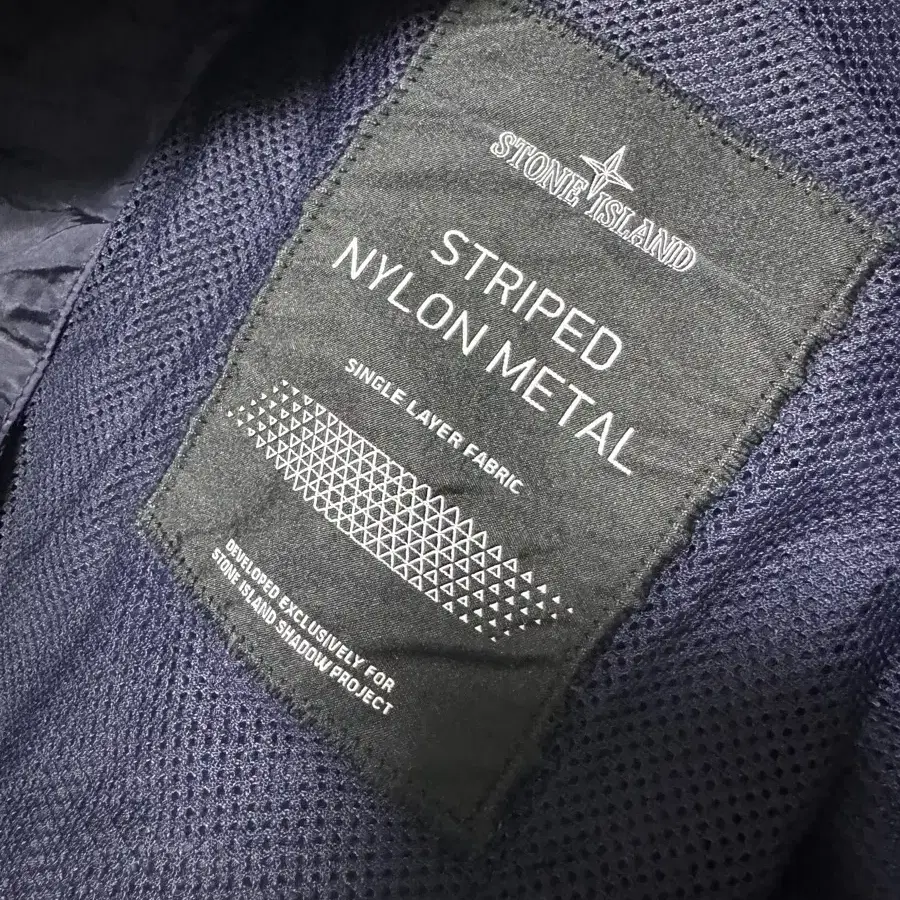 STONE ISLAND
STRIPED
NYLON METAL
SINGLE LAYER FABRIC
DEVELOPED EXCLUSIVELY FOR
STONE ISLAND SHADOW PROJECT